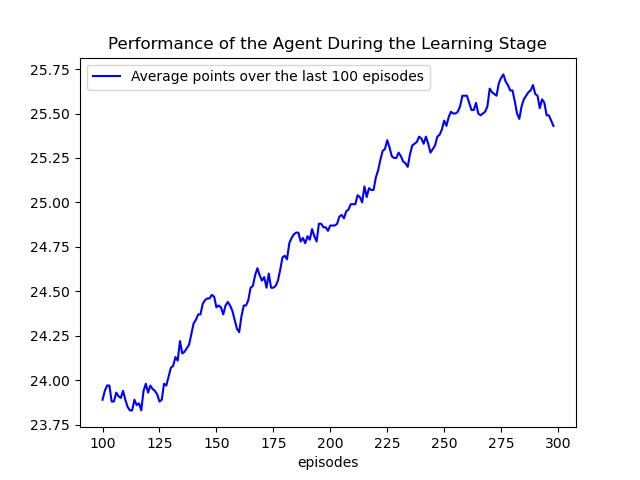 Performance of the Agent During the Learning Stage
Average points over the last 100 episodes
25.75
25.50
25.25
25.00
24.75
24.50
24.25
24.00
23.75
100 125 150 175 200 225 250 275 300
episodes